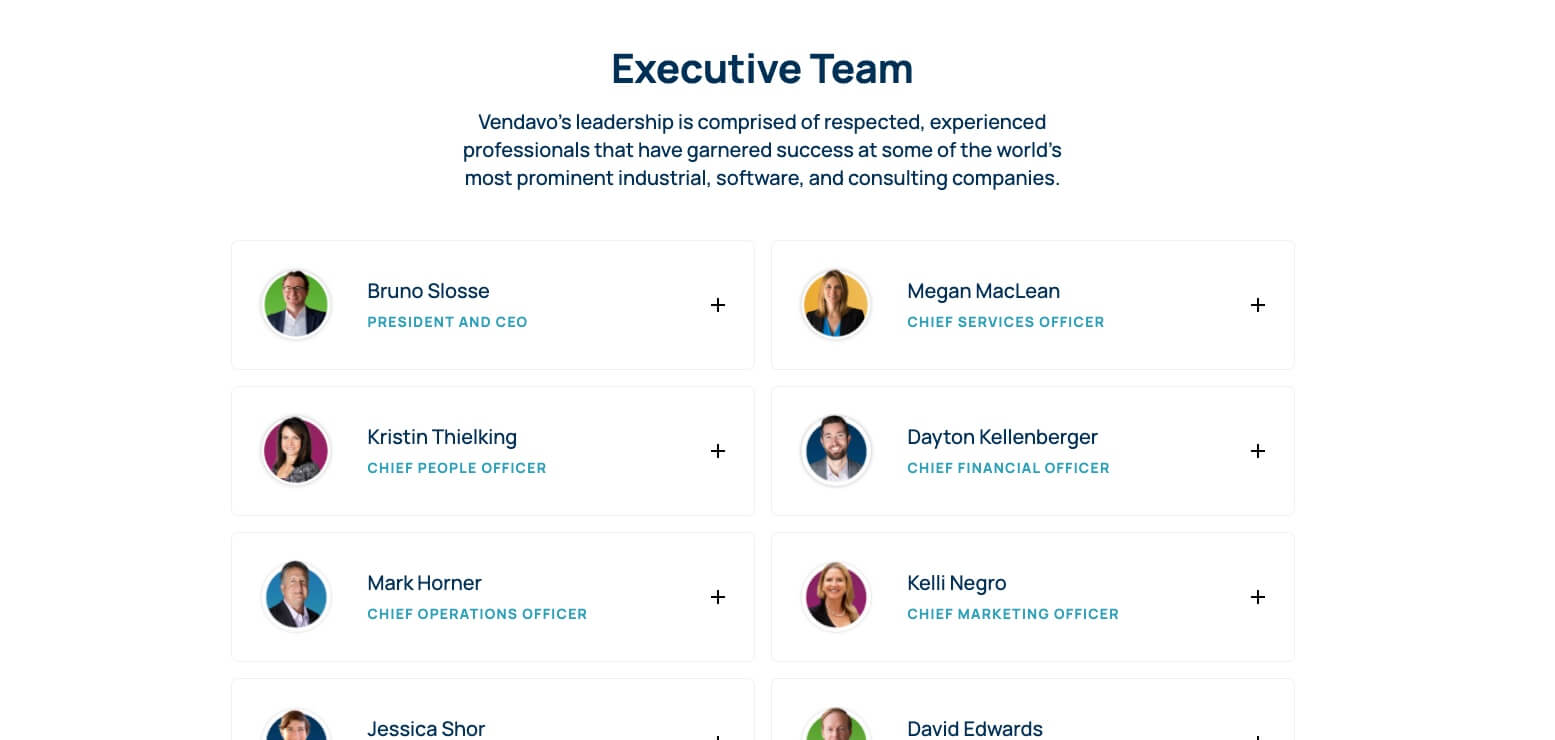 Executive Team
Vendavo's leadership is comprised of respected, experienced
professionals that have garnered success at some of the world's
most prominent industrial, software, and consulting companies.
Bruno Slosse
PRESIDENT AND CEO
Megan MacLean
CHIEF SERVICES OFFICER
Kristin Thielking
CHIEF PEOPLE OFFICER
Dayton Kellenberger
CHIEF FINANCIAL OFFICER
Mark Horner
CHIEF OPERATIONS OFFICER
Kelli Negro
CHIEF MARKETING OFFICER
Jessica Shor
David Edwards